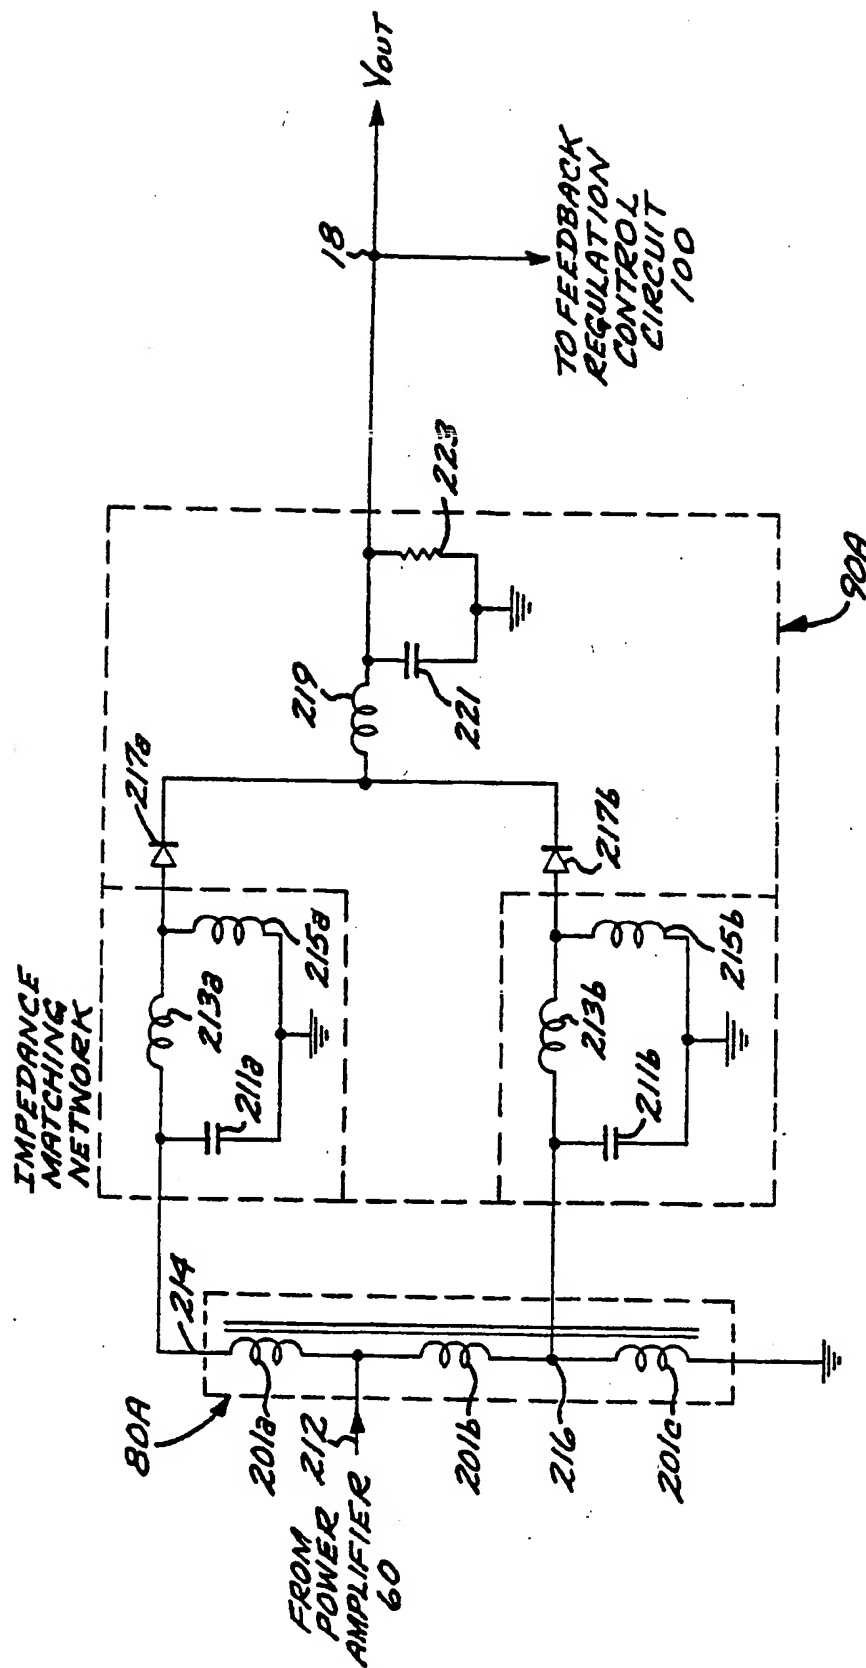 IMPEDANCE
MATCHING
NETWORK
217a
219
18
VOUT
214
213a
215a
211a
221
223
TO FEEDBACK
REGULATION
CONTROL
CIRCUIT
100
80A
201a
FROM
POWER 212
AMPLIFIER
60
201b
216
201c
213b
211b
215b
217b
90A